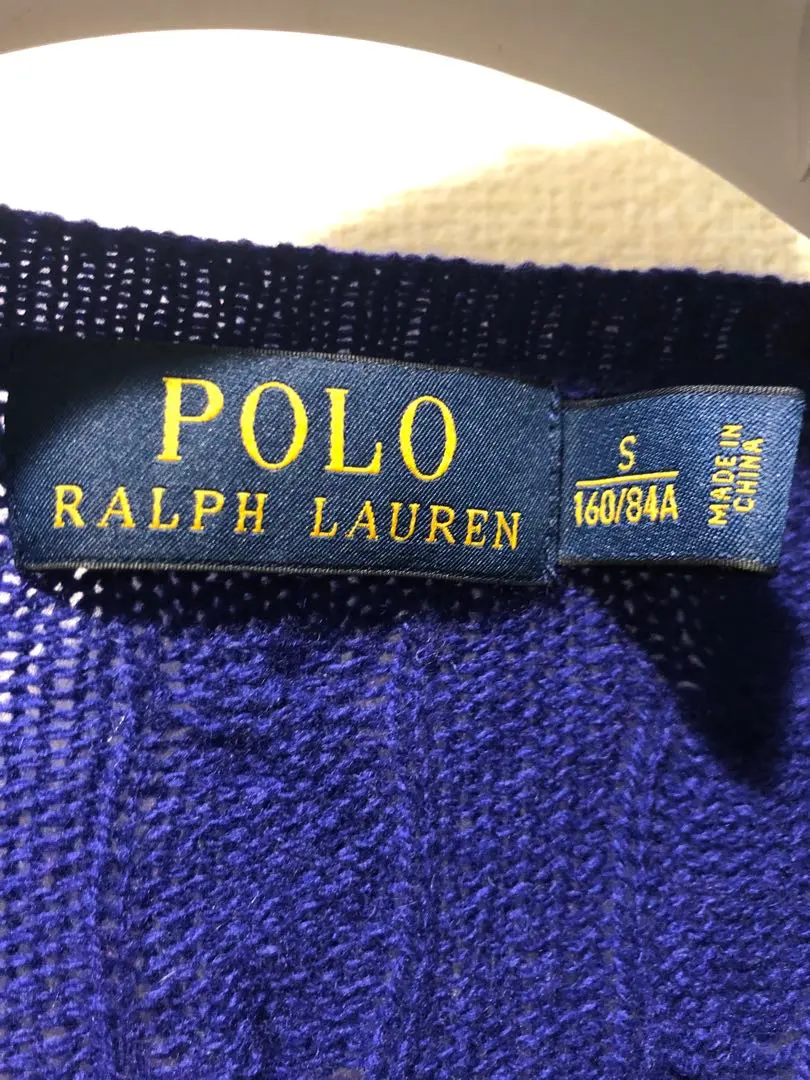 POLO
RALPH LAUREN
S
160/84A
MADE IN
CHINA